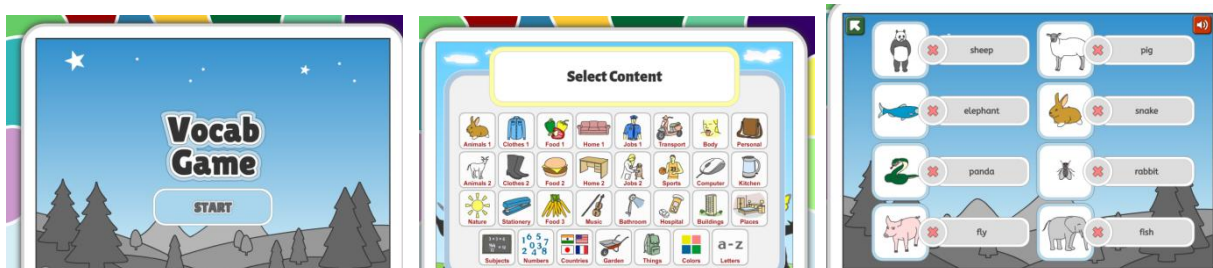 Vocab
Game
START
Select Content
Animals 1 Clothes 1 Food 1 Home 1 Jobs 1 Transport Body Personal
Animals 2 Clothes 2 Food 2 Home 2 Jobs 2 Sports Computer Kitchen
Nature Stationery Food 3 Music Bathroom Hospital Buildings Places
Subjects Numbers Countries Garden Things Colors Letters
a-z
sheep pig
elephant snake
panda rabbit
fly fish